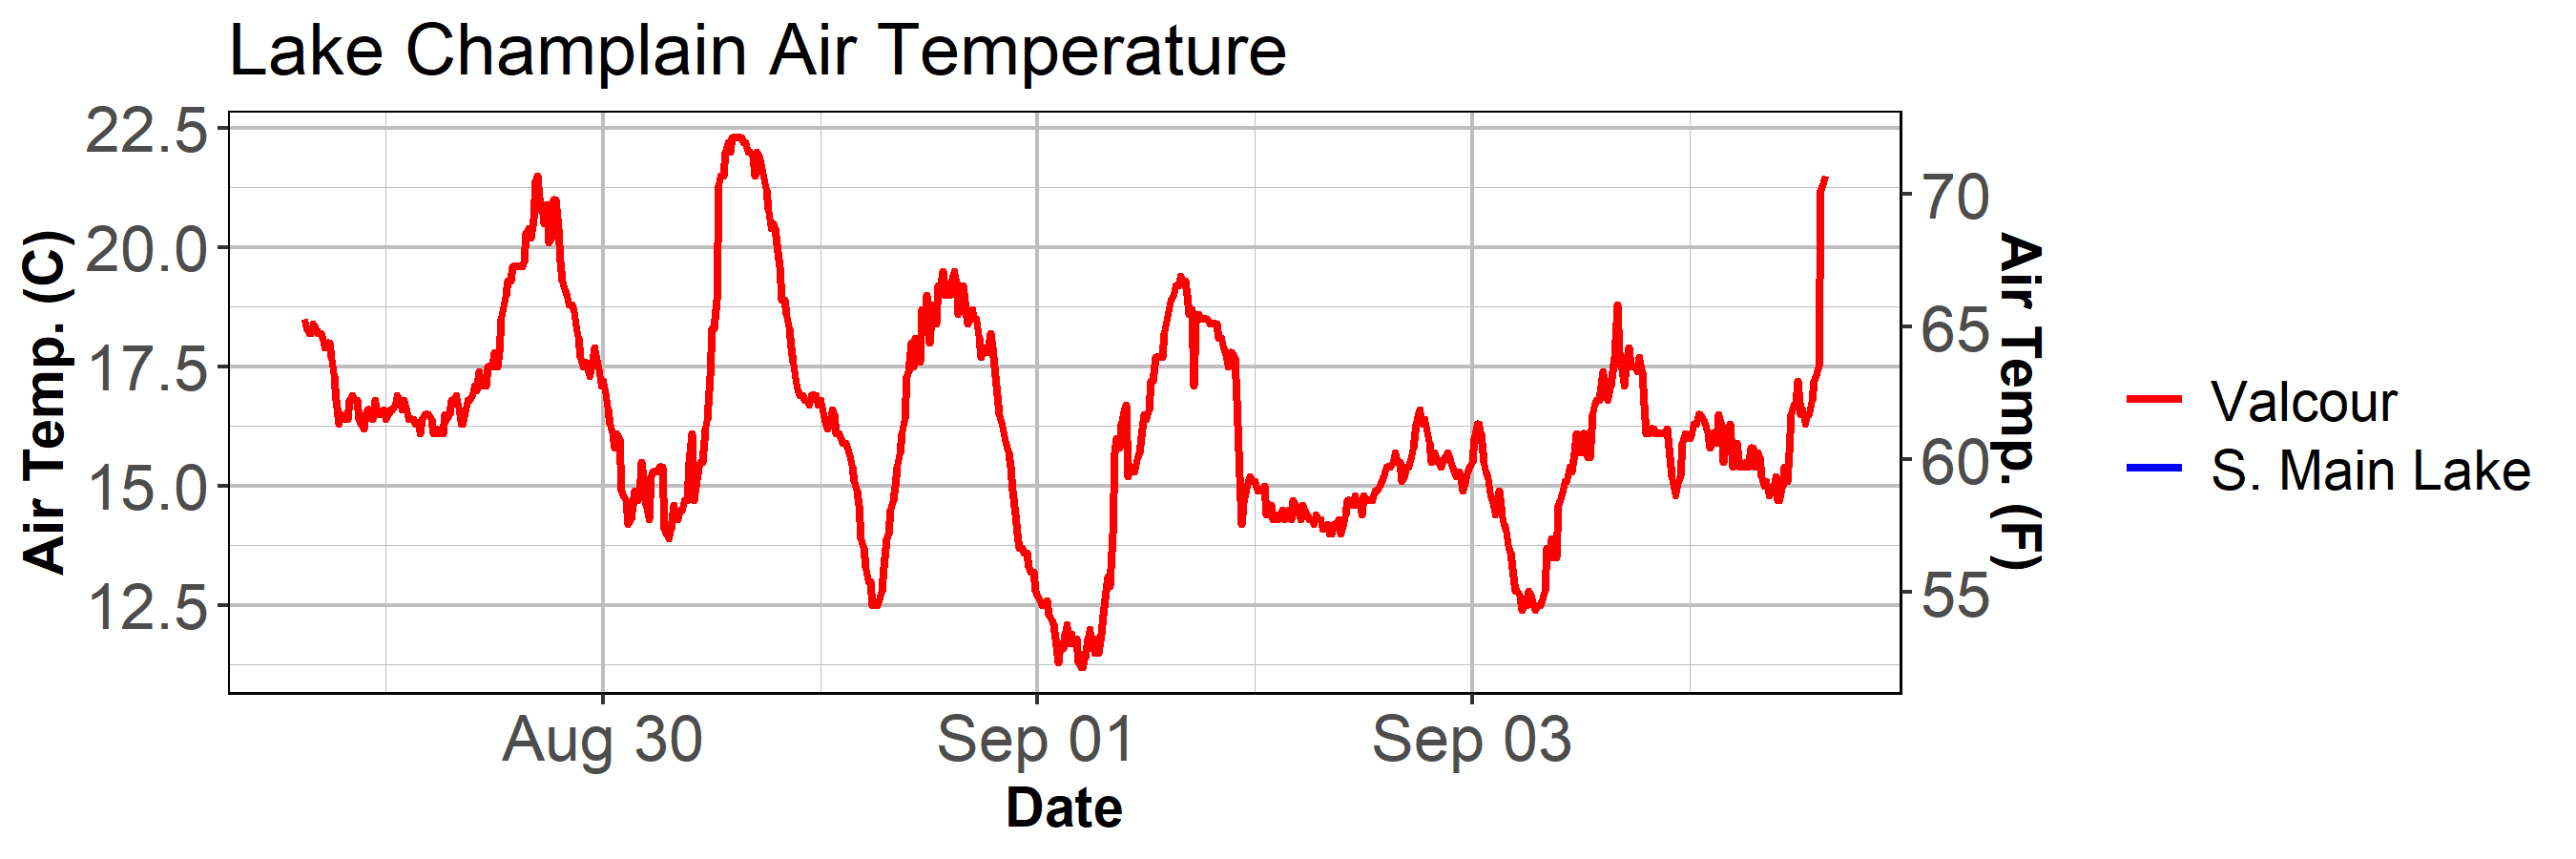 Lake Champlain Air Temperature
22.5
20.0
17.5
15.0
12.5
Air Temp. (C)
70
65
60
55
Air Temp. (F)
Aug 30
Sep 01
Sep 03
Date
Valcour
S. Main Lake